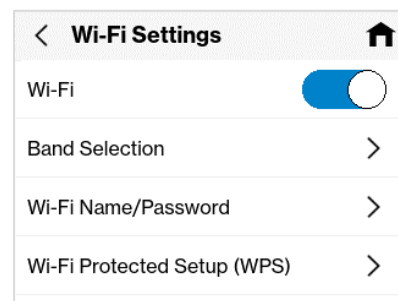 Wi-Fi Settings
Wi-Fi
Band Selection
Wi-Fi Name/Password
Wi-Fi Protected Setup (WPS)